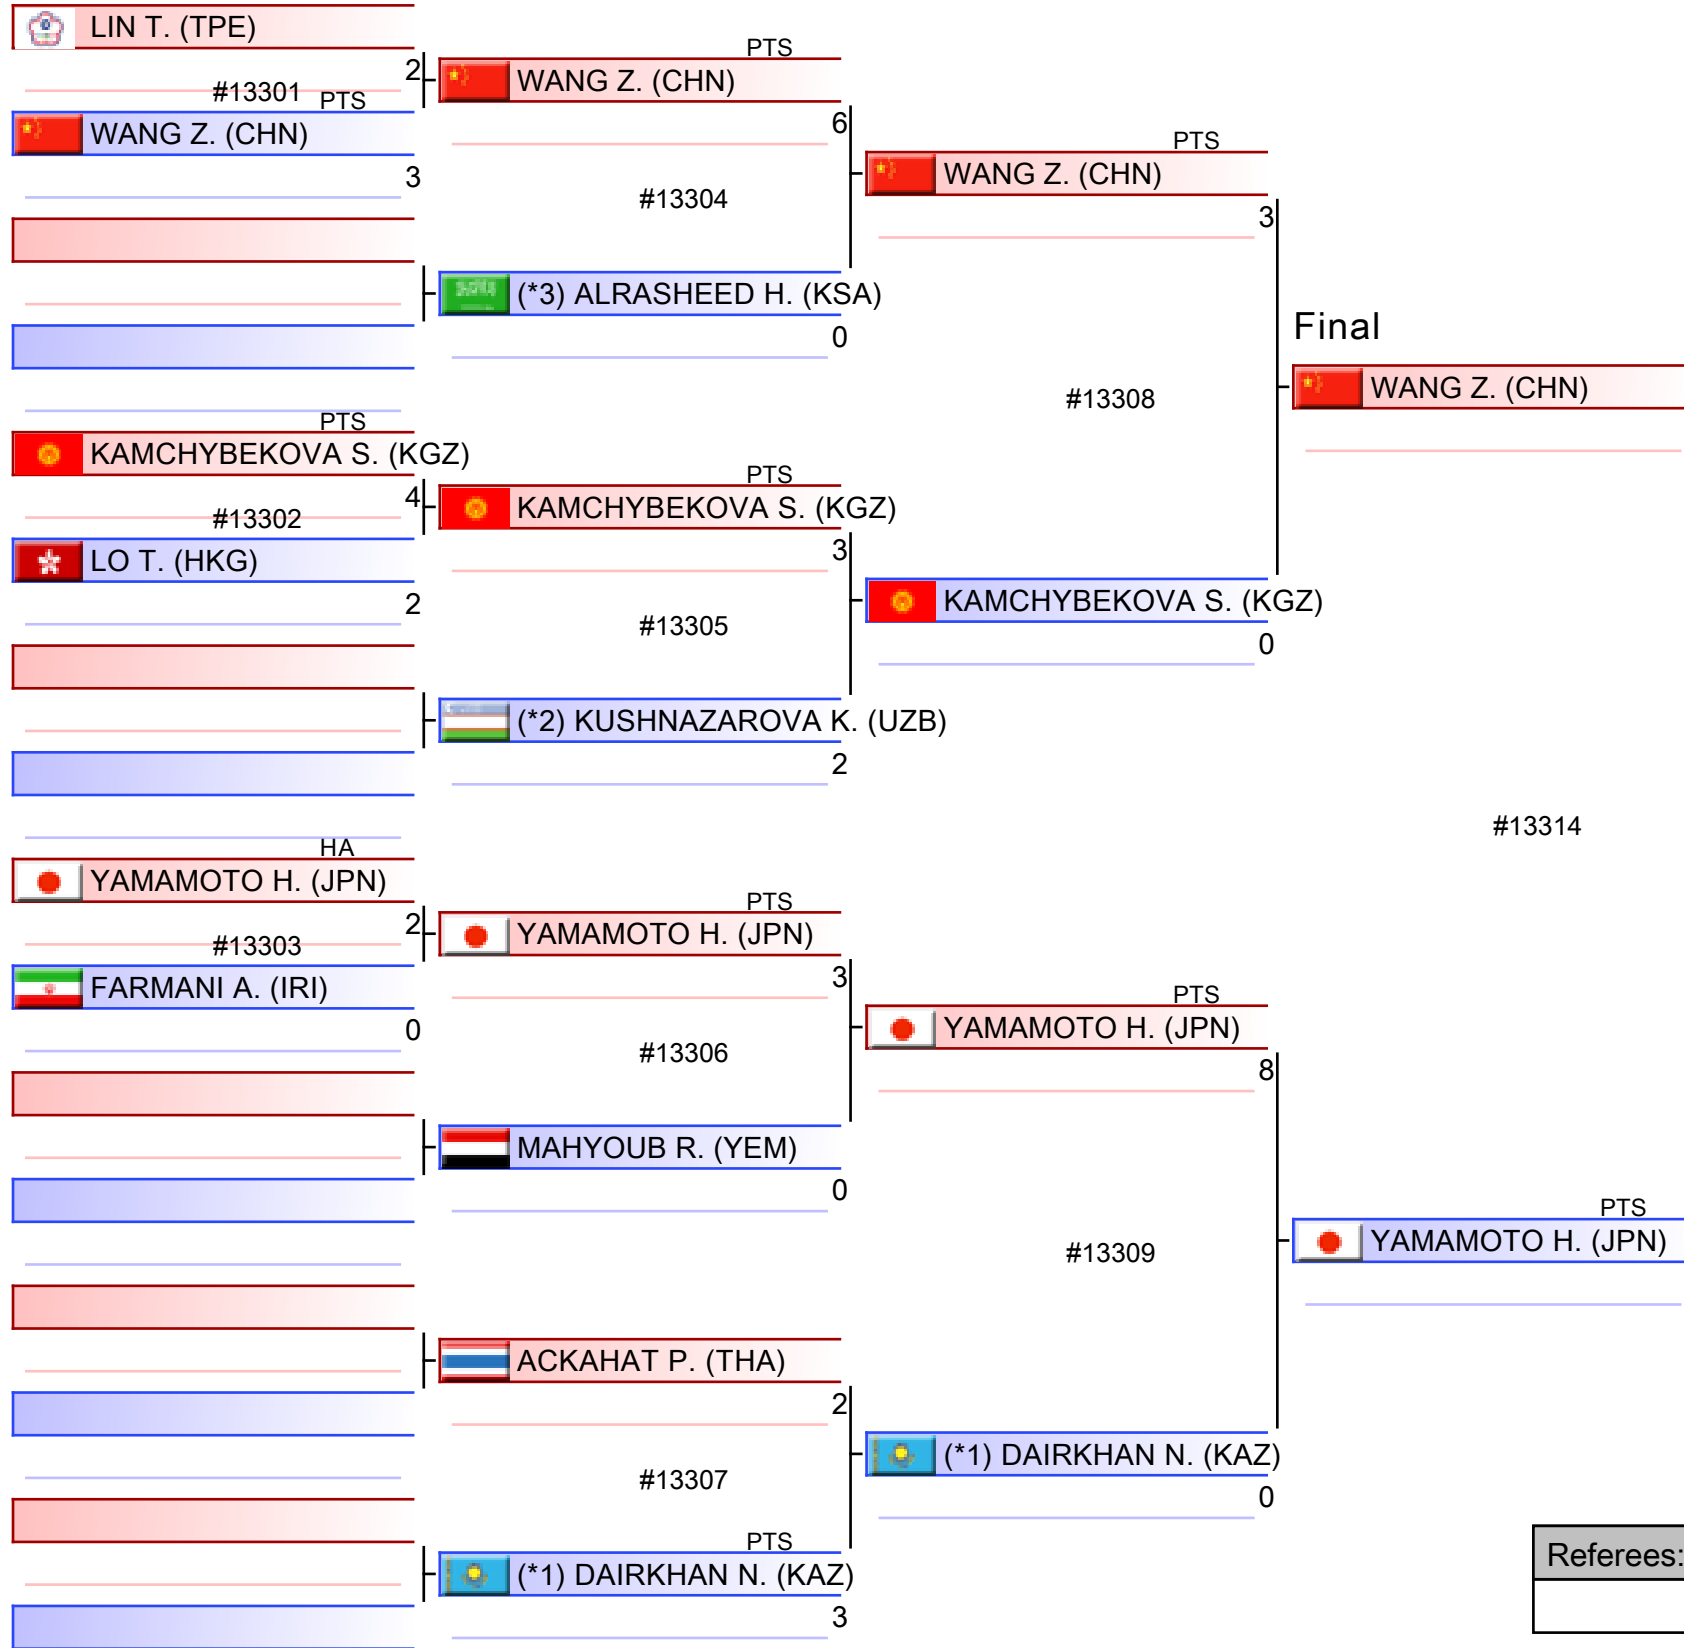 LIN T. (TPE)
2
#13301
PTS
WANG Z. (CHN)
3
PTS
KAMCHYBEKOVA S. (KGZ)
4
#13302
LO T. (HKG)
2
HA
YAMAMOTO H. (JPN)
2
#13303
FARMANI A. (IRI)
0
PTS
WANG Z. (CHN)
6
#13304
(*3) ALRASHEED H. (KSA)
0
PTS
KAMCHYBEKOVA S. (KGZ)
3
#13305
(*2) KUSHNAZAROVA K. (UZB)
2
PTS
YAMAMOTO H. (JPN)
3
#13306
MAHYOUB R. (YEM)
0
ACKAHAT P. (THA)
2
#13307
PTS
(*1) DAIRKHAN N. (KAZ)
3
PTS
WANG Z. (CHN)
3
#13308
KAMCHYBEKOVA S. (KGZ)
0
PTS
YAMAMOTO H. (JPN)
8
#13309
(*1) DAIRKHAN N. (KAZ)
0
Final
WANG Z. (CHN)
#13314
PTS
YAMAMOTO H. (JPN)
Referees: